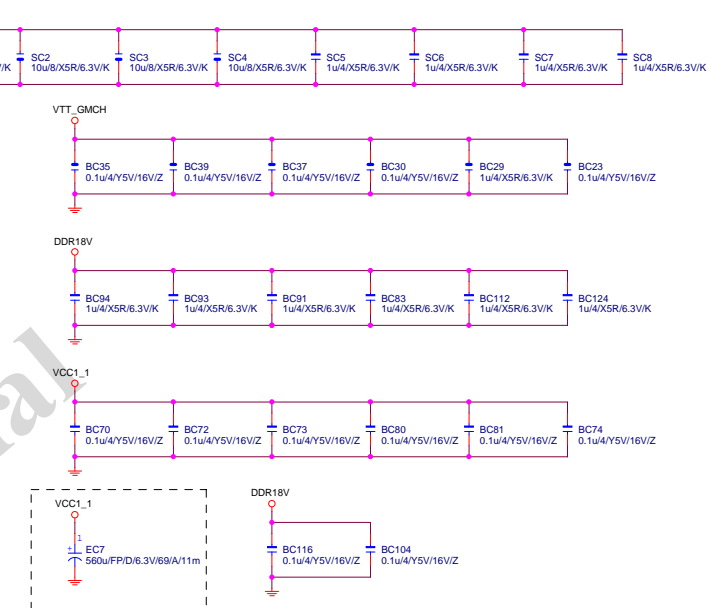 SC2
10u/8/X5R/6.3V/K
SC3
10u/8/X5R/6.3V/K
SC4
10u/8/X5R/6.3V/K
SC5
1u/4/X5R/6.3V/K
SC6
1u/4/X5R/6.3V/K
SC7
1u/4/X5R/6.3V/K
SC8
1u/4/X5R/6.3V/K
VTT_GMCH
BC35
0.1u/4/Y5V/16V/Z
BC39
0.1u/4/Y5V/16V/Z
BC37
0.1u/4/Y5V/16V/Z
BC30
0.1u/4/Y5V/16V/Z
BC29
1u/4/X5R/6.3V/K
BC23
0.1u/4/Y5V/16V/Z
DDR18V
BC94
1u/4/X5R/6.3V/K
BC93
1u/4/X5R/6.3V/K
BC91
1u/4/X5R/6.3V/K
BC83
1u/4/X5R/6.3V/K
BC112
1u/4/X5R/6.3V/K
BC124
1u/4/X5R/6.3V/K
VCC1_1
BC70
0.1u/4/Y5V/16V/Z
BC72
0.1u/4/Y5V/16V/Z
BC73
0.1u/4/Y5V/16V/Z
BC80
0.1u/4/Y5V/16V/Z
BC81
0.1u/4/Y5V/16V/Z
BC74
0.1u/4/Y5V/16V/Z
VCC1_1
1
+
EC7
560u/FP/D/6.3V/69/A/11m
DDR18V
BC116
0.1u/4/Y5V/16V/Z
BC104
0.1u/4/Y5V/16V/Z